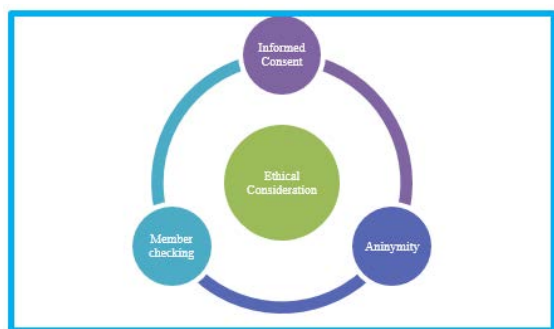 Informed
Consent
Ethical
Consideration
Member
checking
Aninymity